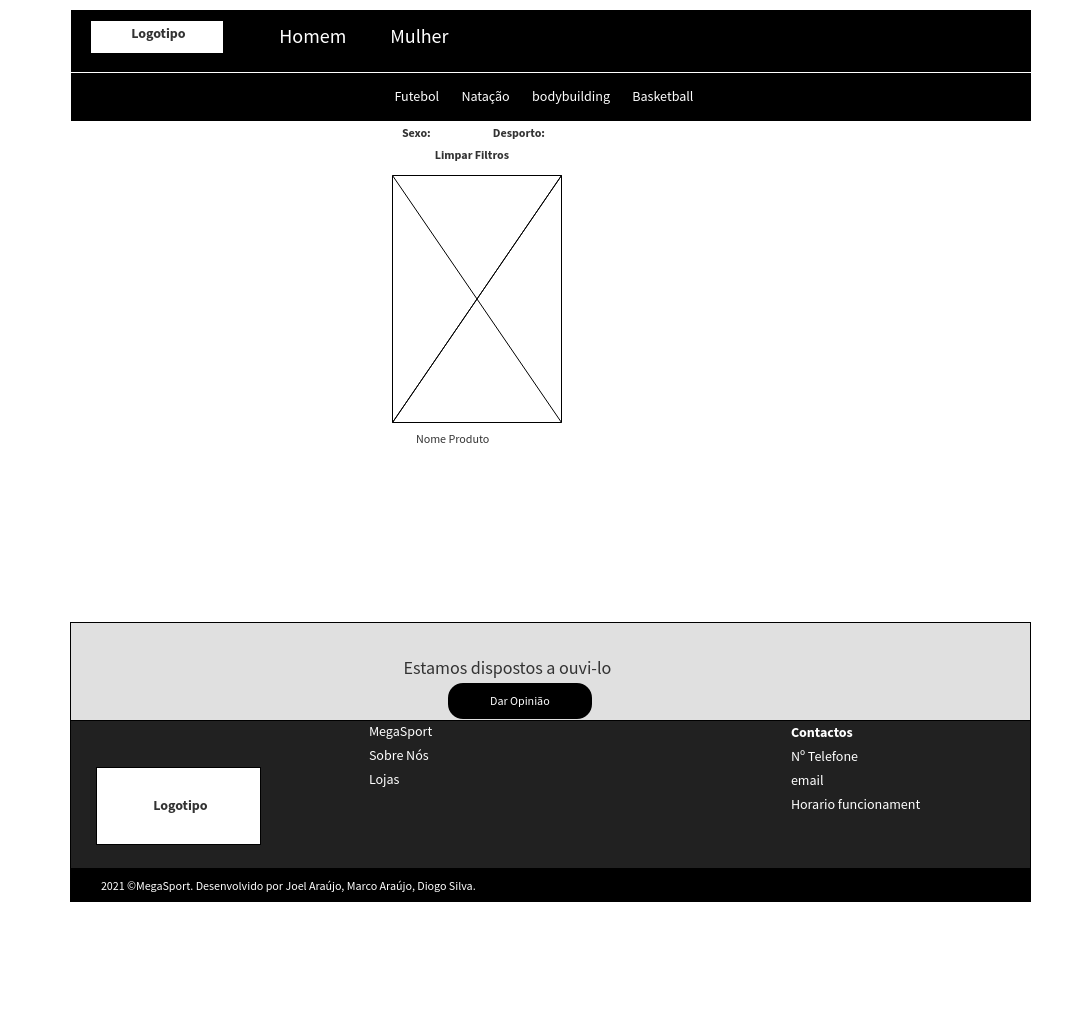 Logotipo
Homem Mulher
Futebol Natação bodybuilding Basketball
Sexo: Desporto:
Limpar Filtros
Nome Produto
Estamos dispostos a ouvi-lo
Dar Opinião
MegaSport
Sobre Nós
Lojas
Logotipo
Contactos
Nº Telefone
email
Horario funcionament
2021 ©MegaSport. Desenvolvido por Joel Araújo, Marco Araújo, Diogo Silva.